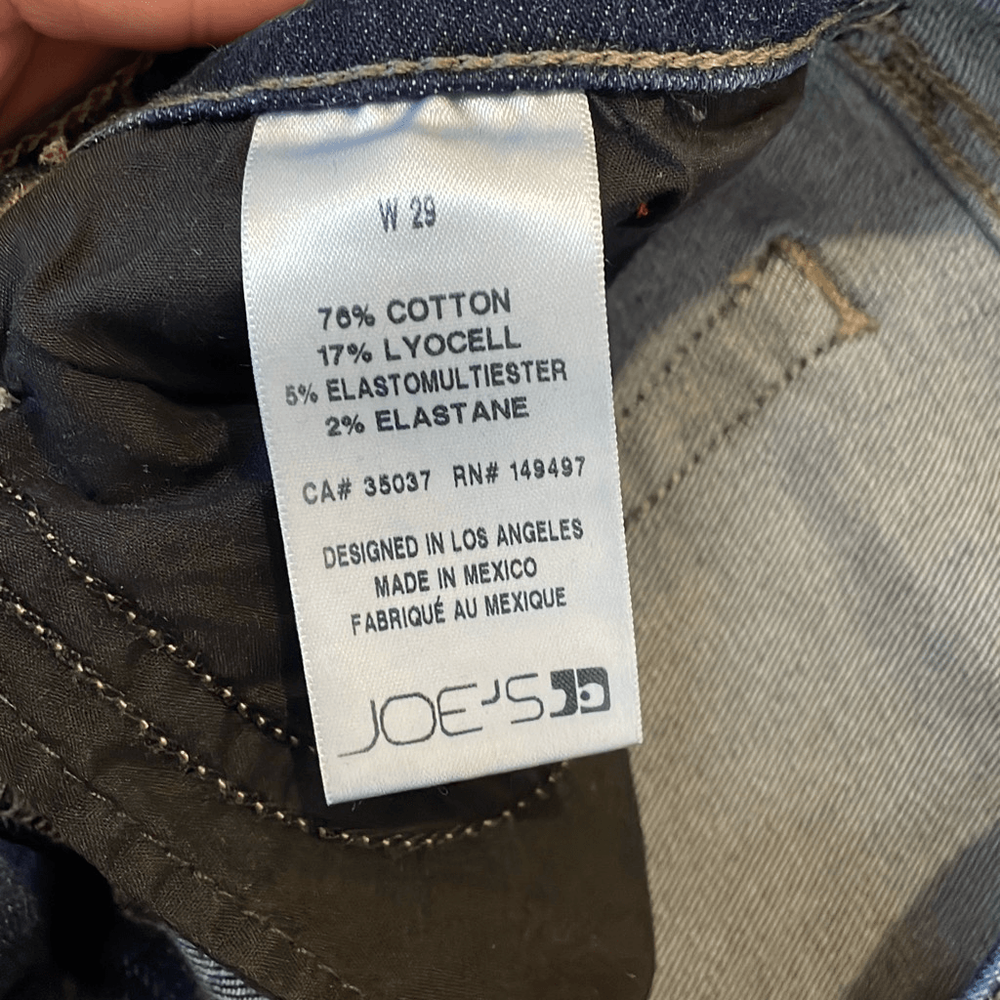 W 29
76% COTTON
17% LYOCELL
5% ELASTOMULTIESTER
2% ELASTANE
CA# 35037 RN# 149497
DESIGNED IN LOS ANGELES
MADE IN MEXICO
FABRIQUÉ AU MEXIQUE
JOE'S